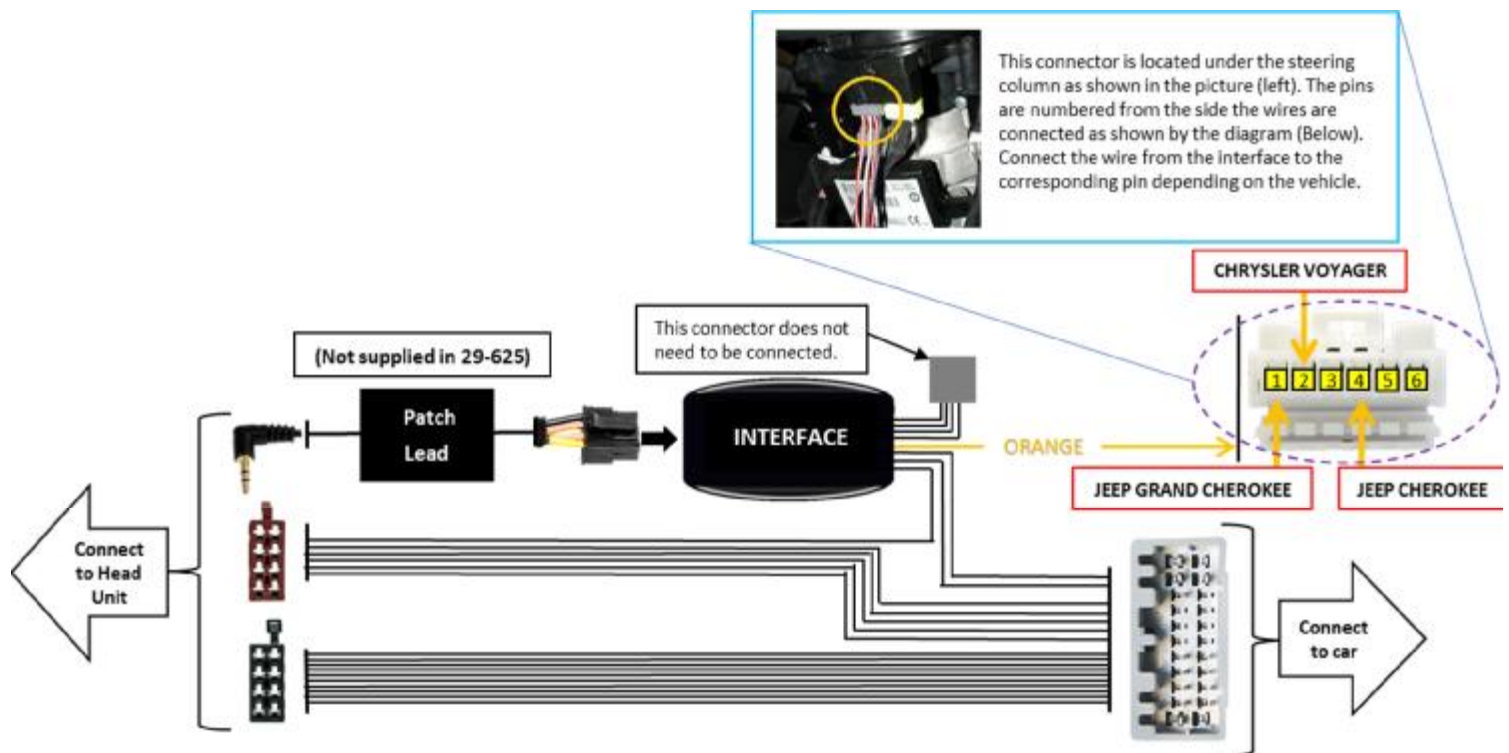 This connector is located under the steering
column as shown in the picture (left). The pins
are numbered from the side the wires are
connected as shown by the diagram (Below).
Connect the wire from the interface to the
corresponding pin depending on the vehicle.
CHRYSLER VOYAGER
This connector does not
need to be connected.
(Not supplied in 29-625)
1 2 3 4 5 6
Patch
Lead
INTERFACE
ORANGE
JEEP GRAND CHEROKEE
JEEP CHEROKEE
Connect
to Head
Unit
Connect
to car